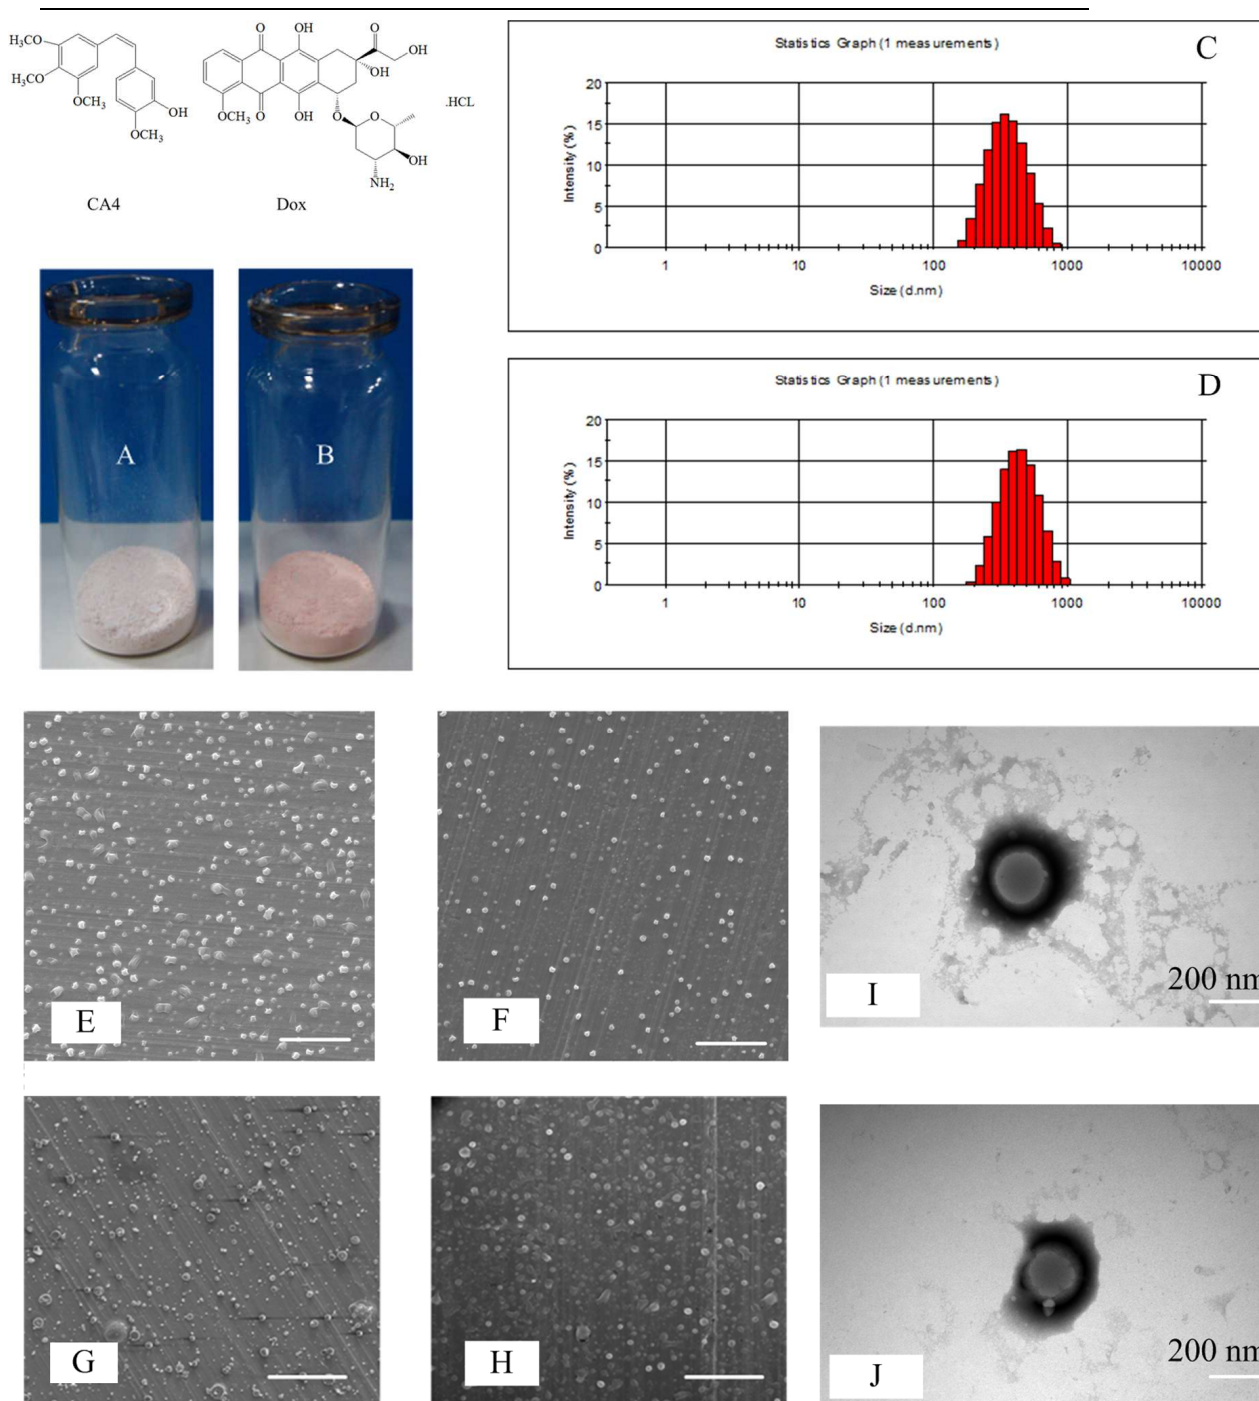 H₃CO
H₃CO
OCH₃
OH
OCH₃
CA4
O
OH
O
OH
OH
OCH₃
O
OH
O
O
OH
NH₂
.HCL
Dox
A
B
Statistics Graph (1 measurements)
C
Intensity (%)
20
15
10
5
0
1 10 100 1000 10000
Size (d.nm)
Statistics Graph (1 measurements)
D
Intensity (%)
20
15
10
5
0
1 10 100 1000 10000
Size (d.nm)
E
F
I
200 nm
G
H
J
200 nm